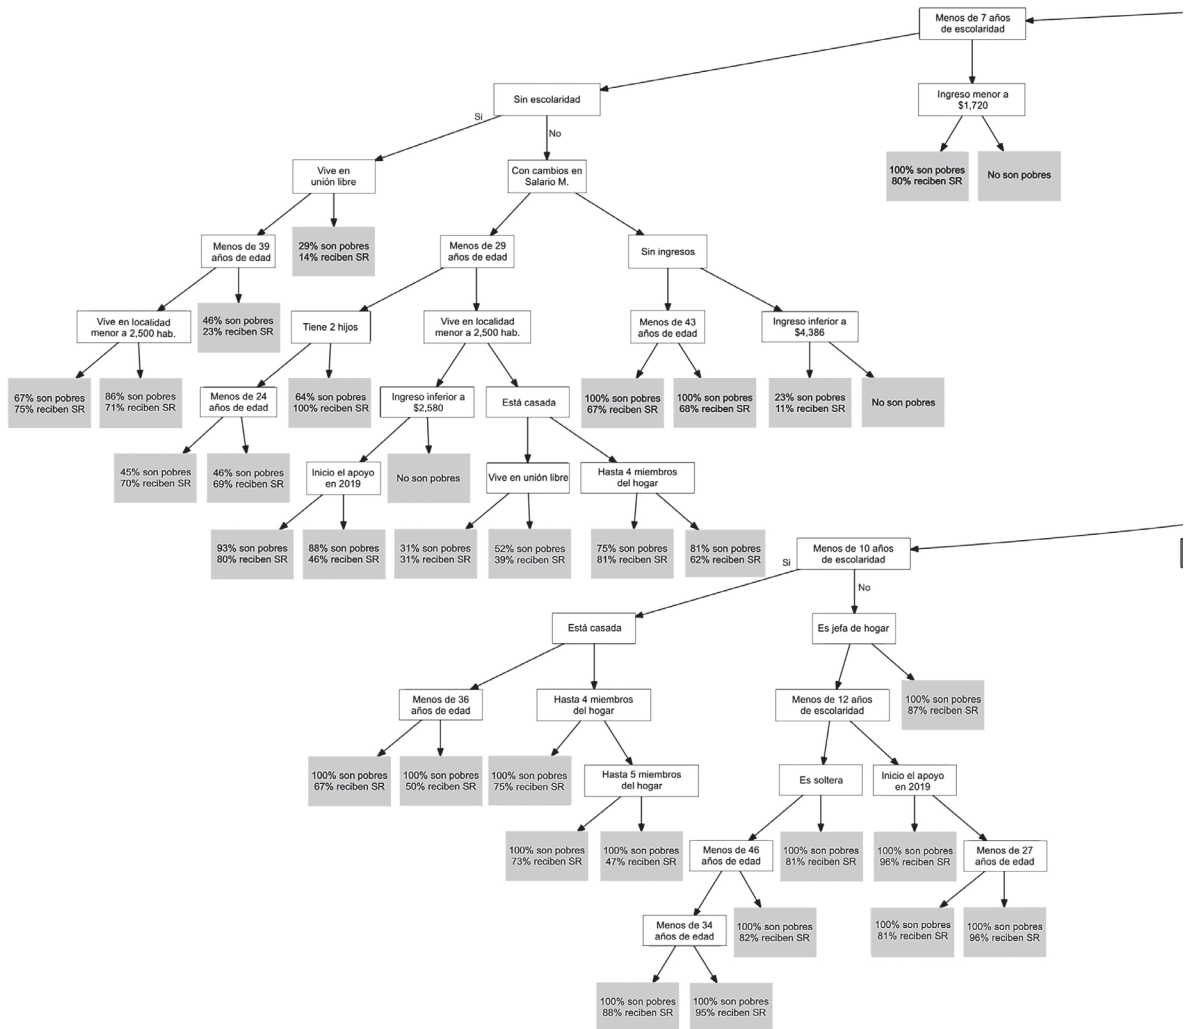 Menos de 7 años
de escolaridad
Sin escolaridad
Ingreso menor a
$1,720
Si
No
Vive en
unión libre
Con cambios en
Salario M.
100% son pobres
80% reciben SR
No son pobres
Menos de 39
años de edad
29% son pobres
14% reciben SR
Menos de 29
años de edad
Sin ingresos
Vive en localidad
menor a 2,500 hab.
46% son pobres
23% reciben SR
Tiene 2 hijos
Vive en localidad
menor a 2,500 hab.
Menos de 43
años de edad
Ingreso inferior a
$4,386
67% son pobres
75% reciben SR
86% son pobres
71% reciben SR
Menos de 24
años de edad
64% son pobres
100% reciben SR
Ingreso inferior a
$2,580
Está casada
100% son pobres
67% reciben SR
100% son pobres
68% reciben SR
23% son pobres
11% reciben SR
No son pobres
45% son pobres
70% reciben SR
46% son pobres
69% reciben SR
Inicio el apoyo
en 2019
No son pobres
Vive en unión libre
Hasta 4 miembros
del hogar
93% son pobres
80% reciben SR
88% son pobres
46% reciben SR
31% son pobres
31% reciben SR
52% son pobres
39% reciben SR
75% son pobres
81% reciben SR
81% son pobres
62% reciben SR
Menos de 10 años
de escolaridad
Si
No
Está casada
Es jefa de hogar
Menos de 36
años de edad
Hasta 4 miembros
del hogar
Menos de 12 años
de escolaridad
100% son pobres
87% reciben SR
100% son pobres
67% reciben SR
100% son pobres
50% reciben SR
100% son pobres
75% reciben SR
Hasta 5 miembros
del hogar
Es soltera
Inicio el apoyo
en 2019
100% son pobres
73% reciben SR
100% son pobres
47% reciben SR
Menos de 46
años de edad
100% son pobres
81% reciben SR
100% son pobres
96% reciben SR
Menos de 27
años de edad
Menos de 34
años de edad
100% son pobres
82% reciben SR
100% son pobres
81% reciben SR
100% son pobres
96% reciben SR
100% son pobres
88% reciben SR
100% son pobres
95% reciben SR